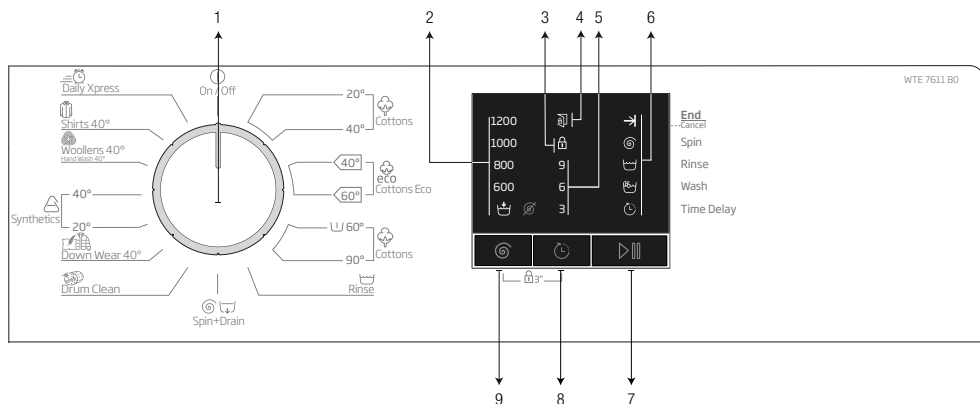 1 2 3 4 5 6
WTE 7611 B0
On / Off
Daily Xpress
Shirts 40°
Woollens 40°
Hand Wash 40°
40°
Synthetics
20°
Down Wear 40°
Drum Clean
Spin+Drain
20°
Cottons
40°
40°
eco
Cottons Eco
60°
60°
Cottons
90°
Rinse
1200
1000
800 9
600 6
3
End
Cancel
Spin
Rinse
Wash
Time Delay
3"
9 8 7